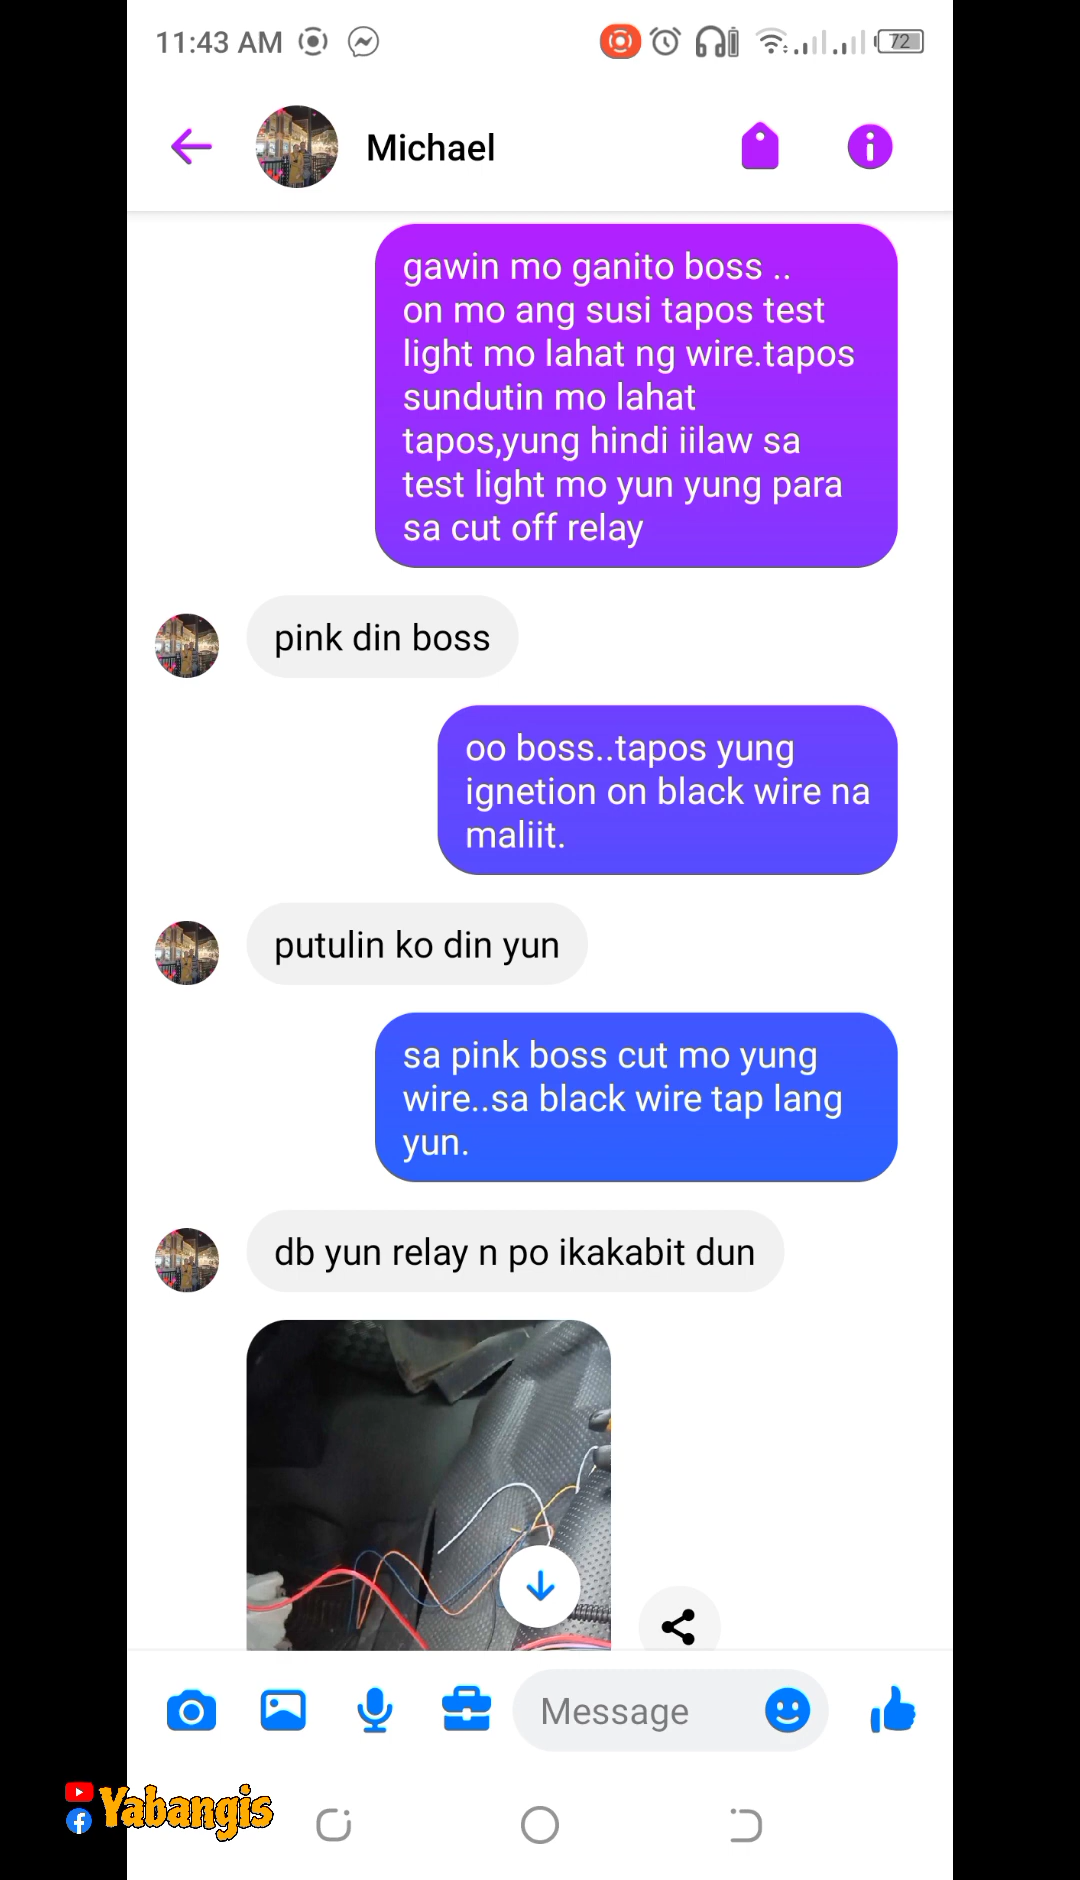 11:43 AM
72
Michael
gawin mo ganito boss ..
on mo ang susi tapos test
light mo lahat ng wire.tapos
sundutin mo lahat
tapos,yung hindi iilaw sa
test light mo yun yung para
sa cut off relay
pink din boss
oo boss..tapos yung
ignetion on black wire na
maliit.
putulin ko din yun
sa pink boss cut mo yung
wire..sa black wire tap lang
yun.
db yun relay n po ikakabit dun
Message
Yabangis